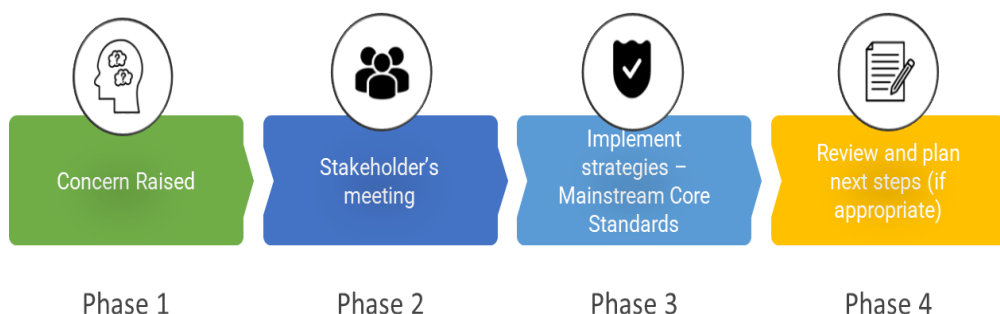 Concern Raised
Stakeholder’s
meeting
Implement
strategies –
Mainstream Core
Standards
Review and plan
next steps (if
appropriate)
Phase 1
Phase 2
Phase 3
Phase 4